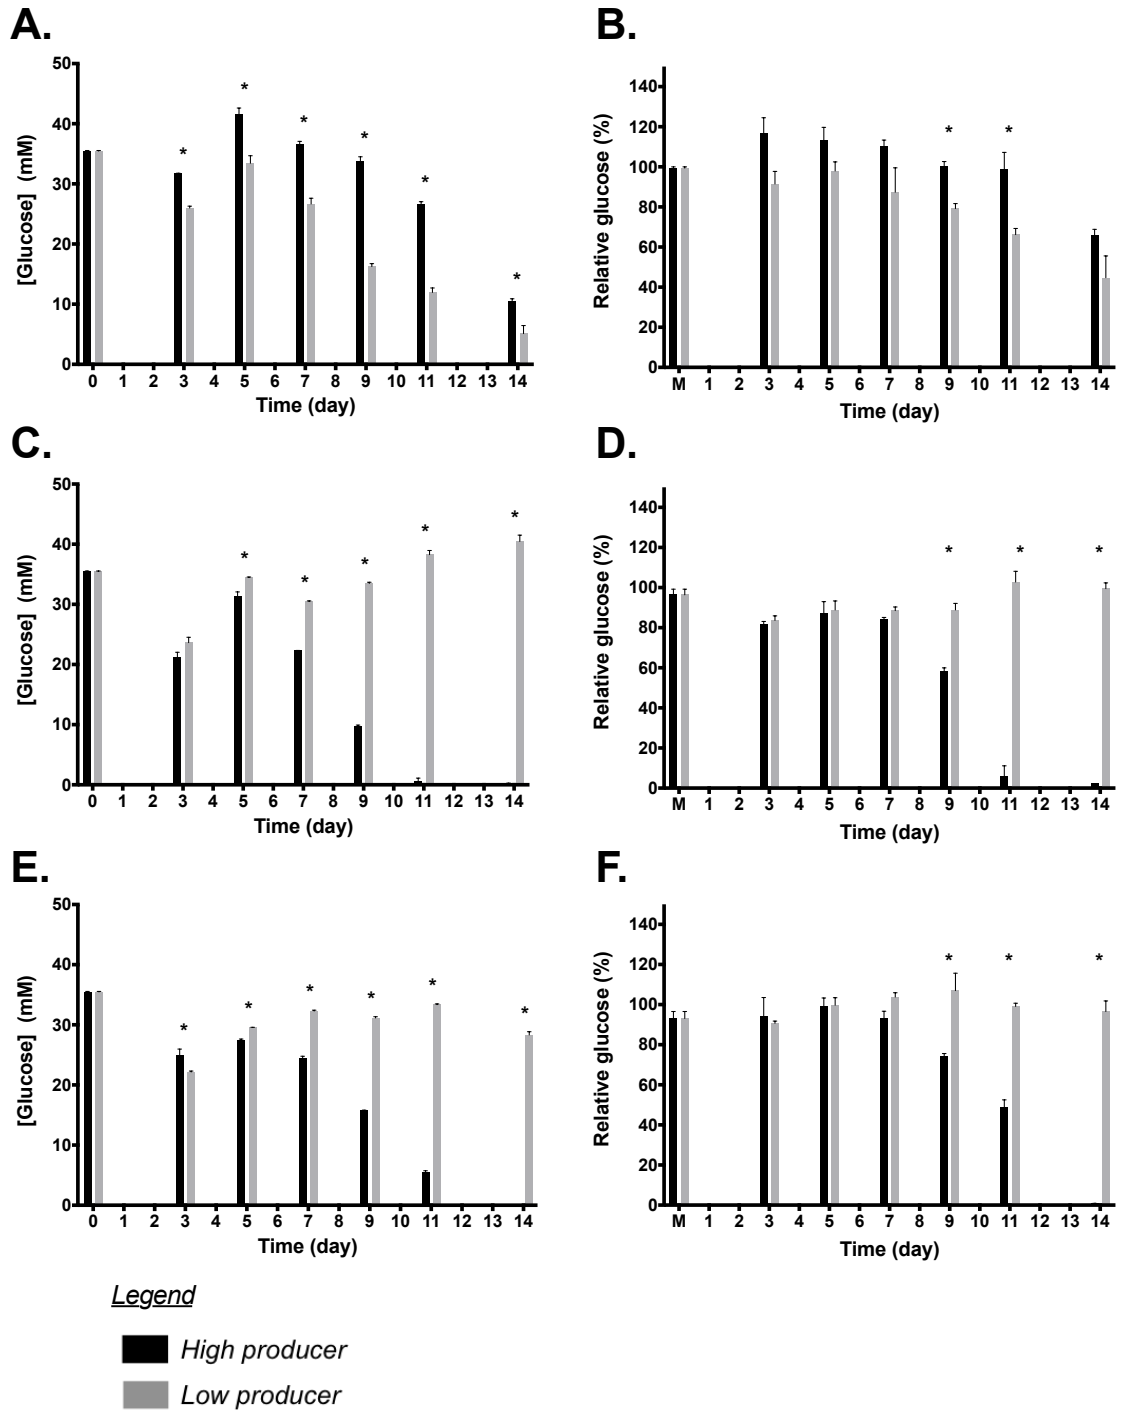 A.
[Glucose] (mM)
50
40
30
20
10
0
* * * * * *
0 1 2 3 4 5 6 7 8 9 10 11 12 13 14
Time (day)
B.
Relative glucose (%)
140
120
100
80
60
40
20
0
* *
M 1 2 3 4 5 6 7 8 9 10 11 12 13 14
Time (day)
C.
[Glucose] (mM)
50
40
30
20
10
0
* * * * *
0 1 2 3 4 5 6 7 8 9 10 11 12 13 14
Time (day)
D.
Relative glucose (%)
140
120
100
80
60
40
20
0
* * *
M 1 2 3 4 5 6 7 8 9 10 11 12 13 14
Time (day)
E.
[Glucose] (mM)
50
40
30
20
10
0
* * * * * *
0 1 2 3 4 5 6 7 8 9 10 11 12 13 14
Time (day)
F.
Relative glucose (%)
140
120
100
80
60
40
20
0
* * *
M 1 2 3 4 5 6 7 8 9 10 11 12 13 14
Time (day)
Legend
High producer
Low producer